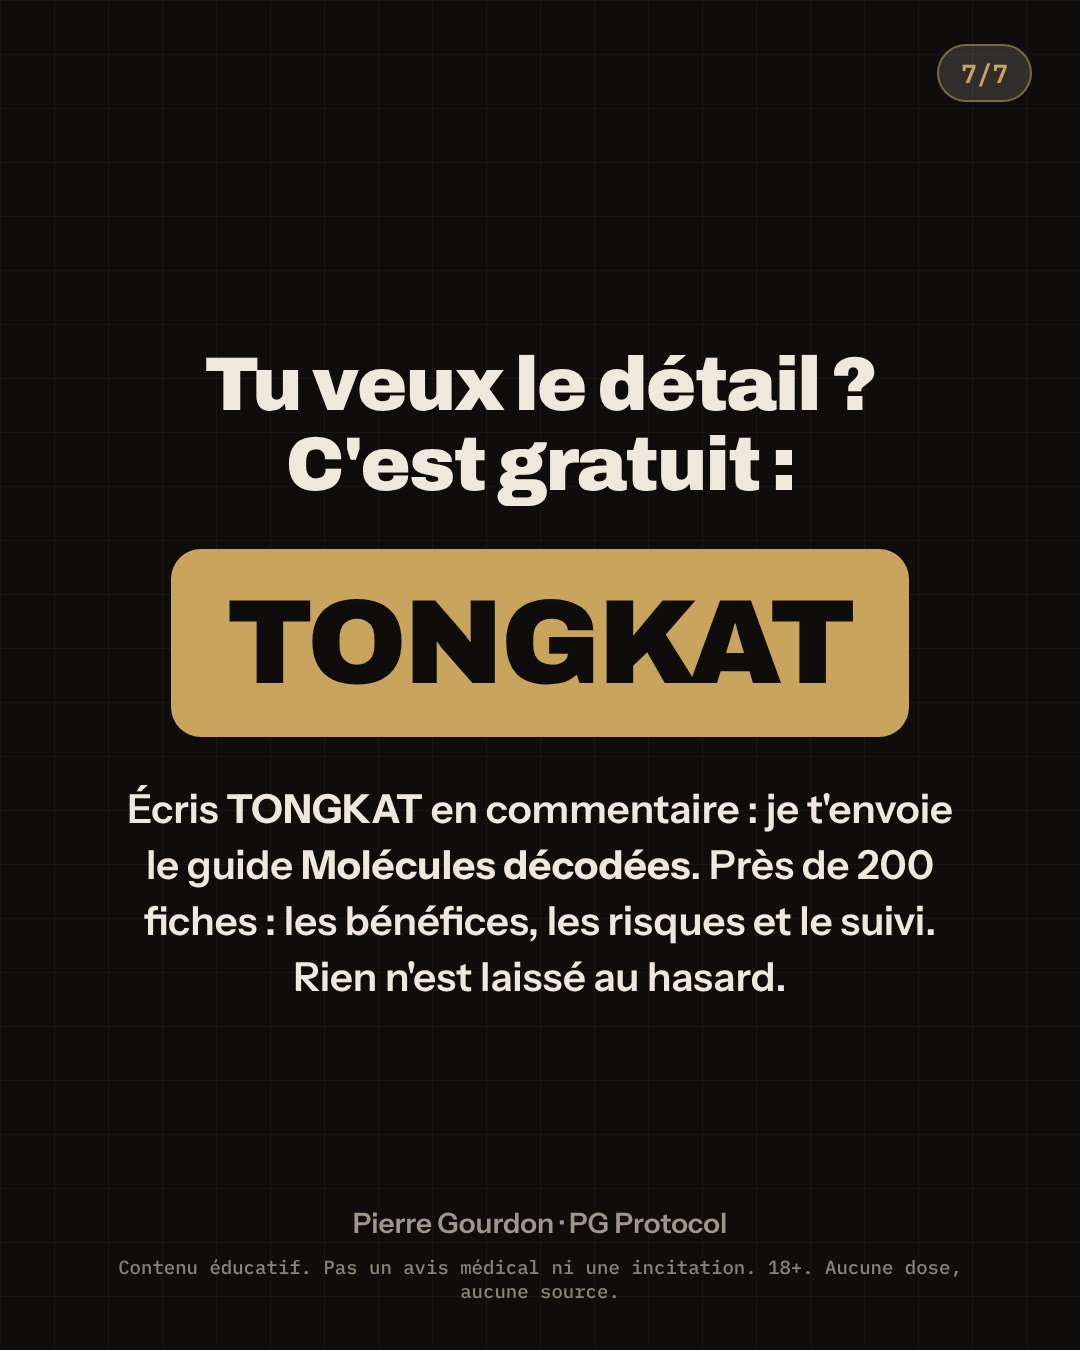 7/7
Tu veux le détail ?
C'est gratuit :
TONGKAT
Écris TONGKAT en commentaire : je t'envoie
le guide Molécules décodées. Près de 200
fiches : les bénéfices, les risques et le suivi.
Rien n'est laissé au hasard.
Pierre Gourdon · PG Protocol
Contenu éducatif. Pas un avis médical ni une incitation. 18+. Aucune dose,
aucune source.